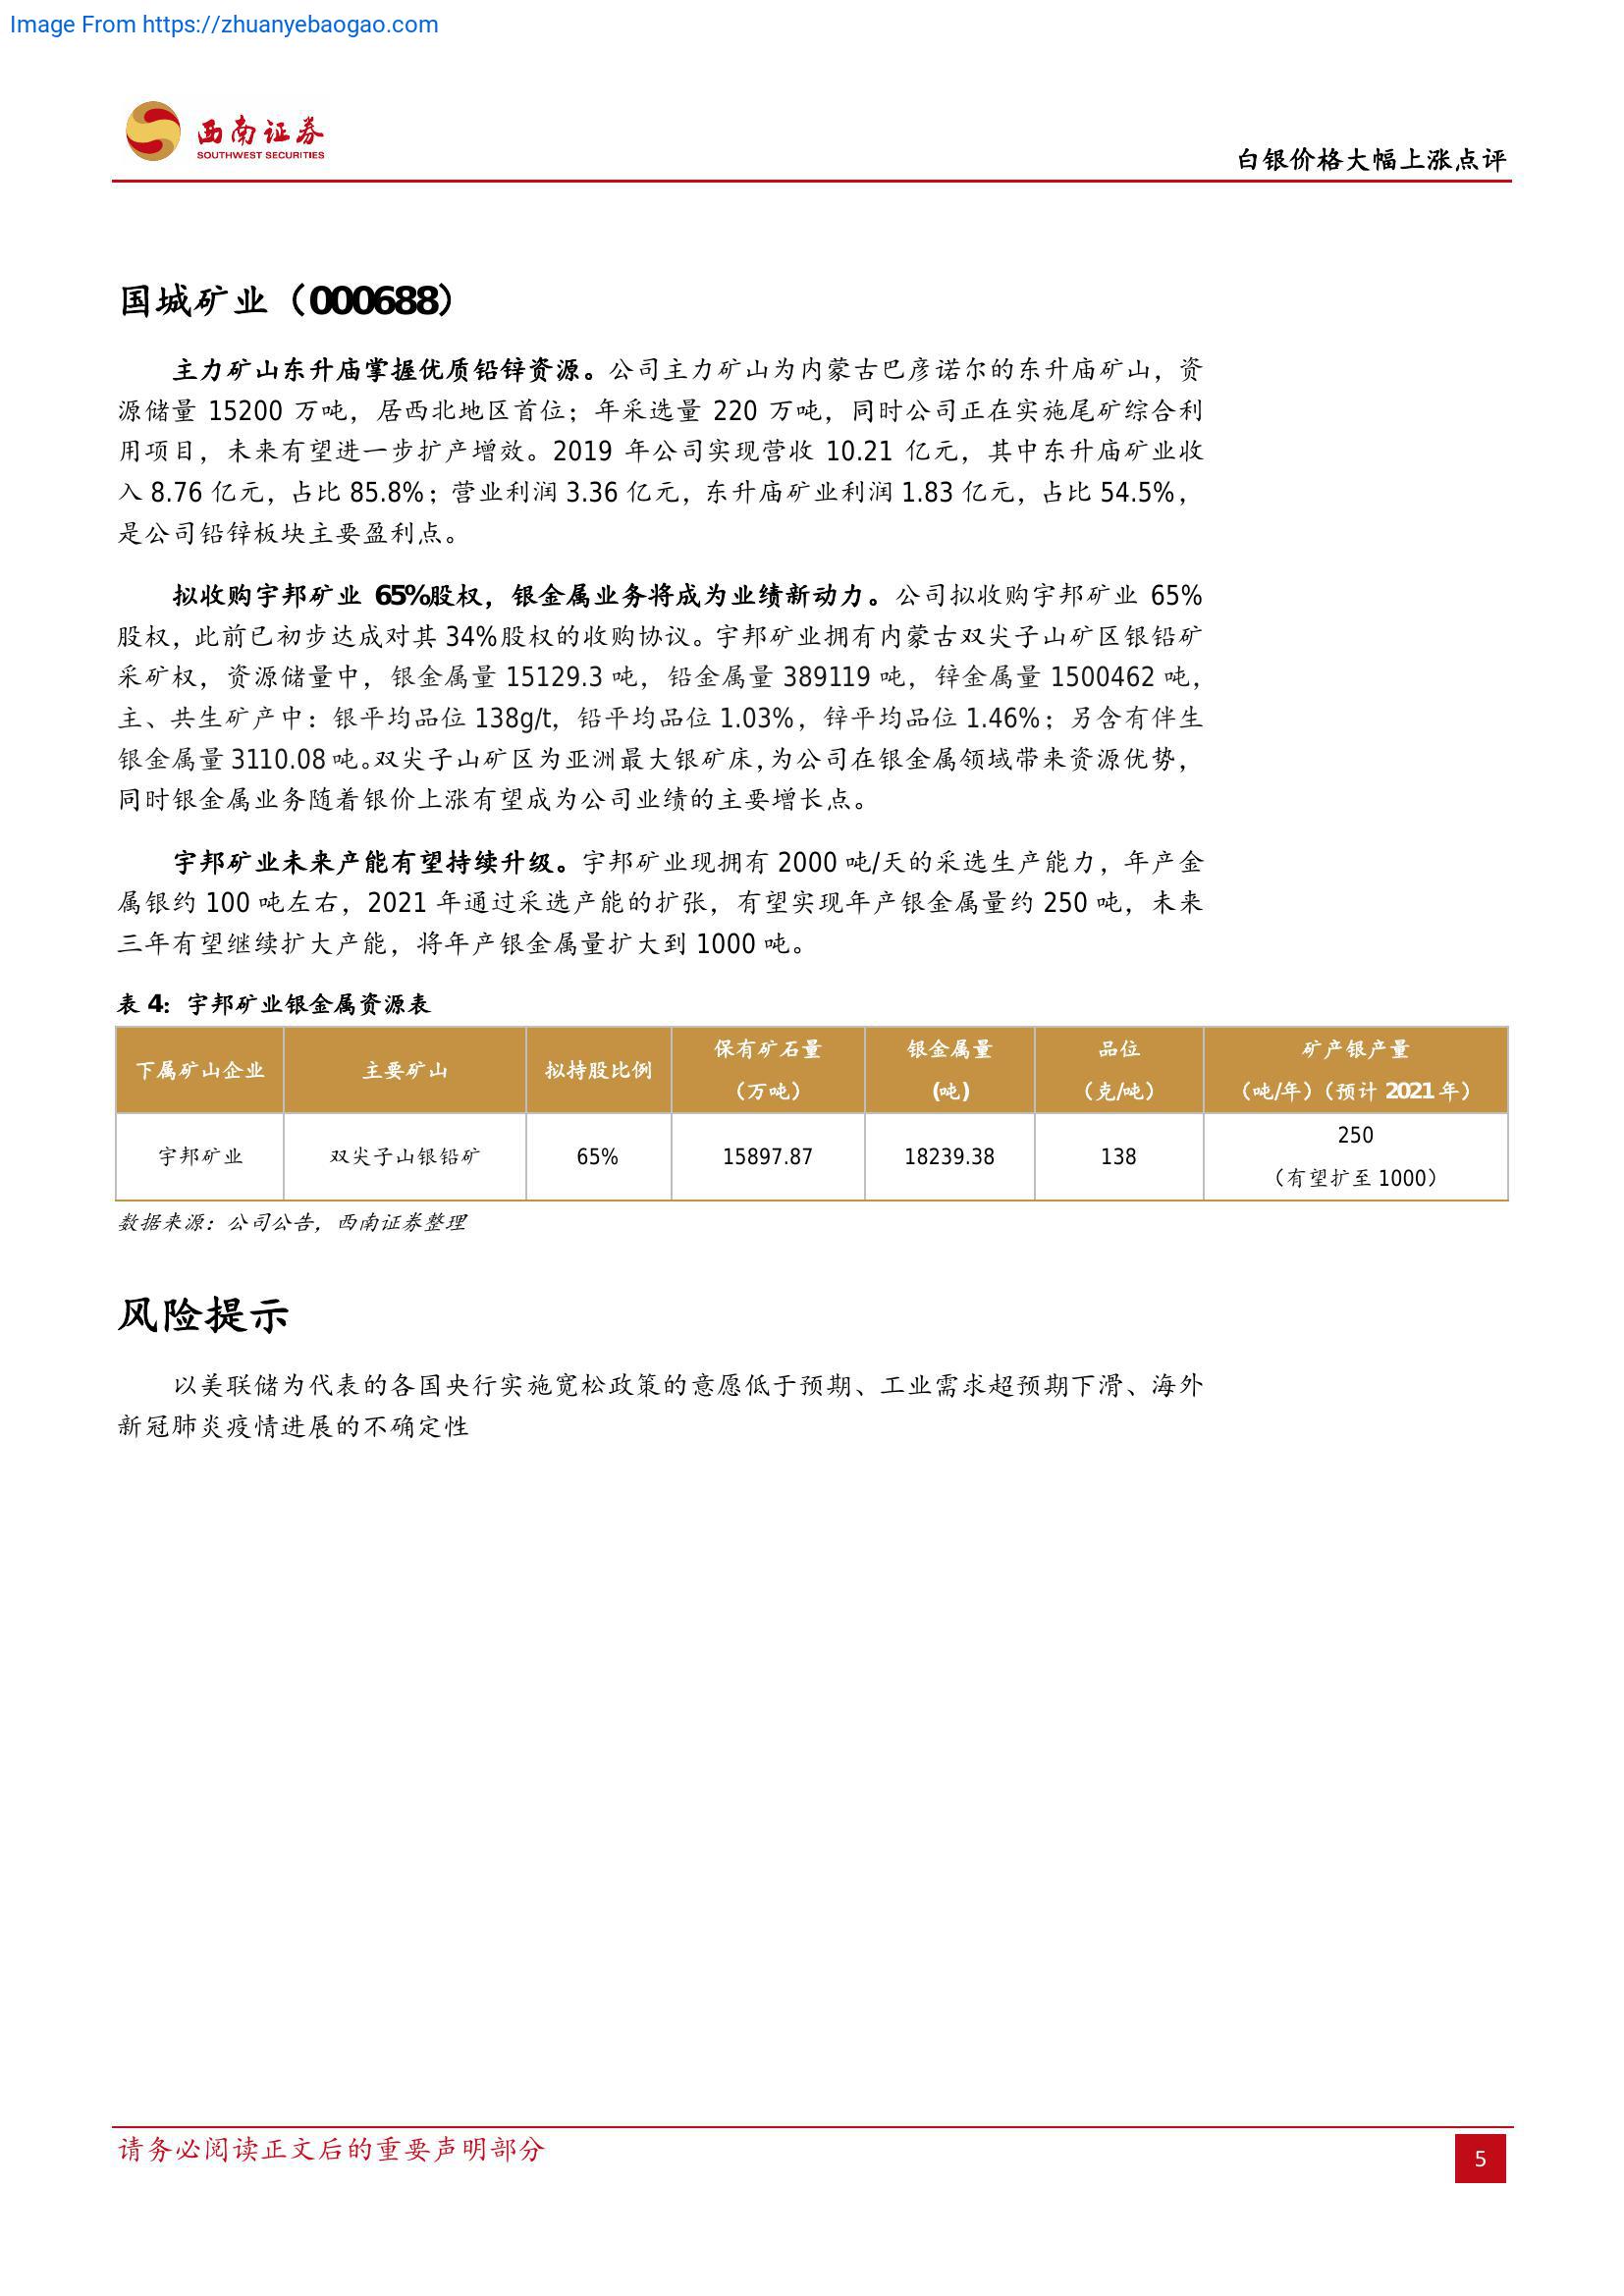 Image From https://zhuanyebaogao.com
西南证券
SOUTHWEST SECURITIES
白银价格大幅上涨点评
国城矿业（000688）
主力矿山东升庙掌握优质铅锌资源。公司主力矿山为内蒙古巴彦诺尔的东升庙矿山，资
源储量 15200 万吨，居西北地区首位；年采选量 220 万吨，同时公司正在实施尾矿综合利
用项目，未来有望进一步扩产增效。2019 年公司实现营收 10.21 亿元，其中东升庙矿业收
入 8.76 亿元，占比 85.8%；营业利润 3.36 亿元，东升庙矿业利润 1.83 亿元，占比 54.5%，
是公司铅锌板块主要盈利点。
拟收购宇邦矿业 65%股权，银金属业务将成为业绩新动力。公司拟收购宇邦矿业 65%
股权，此前已初步达成对其 34%股权的收购协议。宇邦矿业拥有内蒙古双尖子山矿区银铅矿
采矿权，资源储量中，银金属量 15129.3 吨，铅金属量 389119 吨，锌金属量 1500462 吨，
主、共生矿产中：银平均品位 138g/t，铅平均品位 1.03%，锌平均品位 1.46%；另含有伴生
银金属量 3110.08 吨。双尖子山矿区为亚洲最大银矿床，为公司在银金属领域带来资源优势，
同时银金属业务随着银价上涨有望成为公司业绩的主要增长点。
宇邦矿业未来产能有望持续升级。宇邦矿业现拥有 2000 吨/天的采选生产能力，年产金
属银约 100 吨左右，2021 年通过采选产能的扩张，有望实现年产银金属量约 250 吨，未来
三年有望继续扩大产能，将年产银金属量扩大到 1000 吨。
表 4：宇邦矿业银金属资源表
下属矿山企业 主要矿山 拟持股比例 保有矿石量（万吨） 银金属量(吨) 品位（克/吨） 矿产银产量（吨/年）（预计 2021 年）
宇邦矿业 双尖子山银铅矿 65% 15897.87 18239.38 138 250（有望扩至 1000）
数据来源：公司公告，西南证券整理
风险提示
以美联储为代表的各国央行实施宽松政策的意愿低于预期、工业需求超预期下滑、海外
新冠肺炎疫情进展的不确定性
请务必阅读正文后的重要声明部分
5